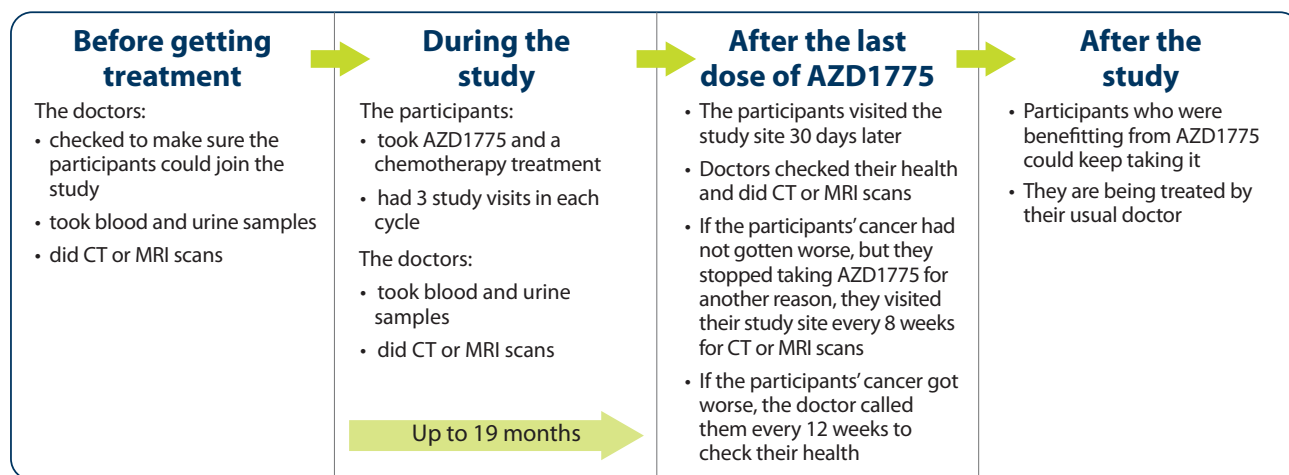 Before getting
treatment
The doctors:
• checked to make sure the
participants could join the
study
• took blood and urine samples
• did CT or MRI scans
During the
study
The participants:
• took AZD1775 and a
chemotherapy treatment
• had 3 study visits in each
cycle
The doctors:
• took blood and urine
samples
• did CT or MRI scans
Up to 19 months
After the last
dose of AZD1775
• The participants visited the
study site 30 days later
• Doctors checked their health
and did CT or MRI scans
• If the participants’ cancer had
not gotten worse, but they
stopped taking AZD1775 for
another reason, they visited
their study site every 8 weeks
for CT or MRI scans
• If the participants’ cancer got
worse, the doctor called
them every 12 weeks to
check their health
After the
study
• Participants who were
benefitting from AZD1775
could keep taking it
• They are being treated by
their usual doctor